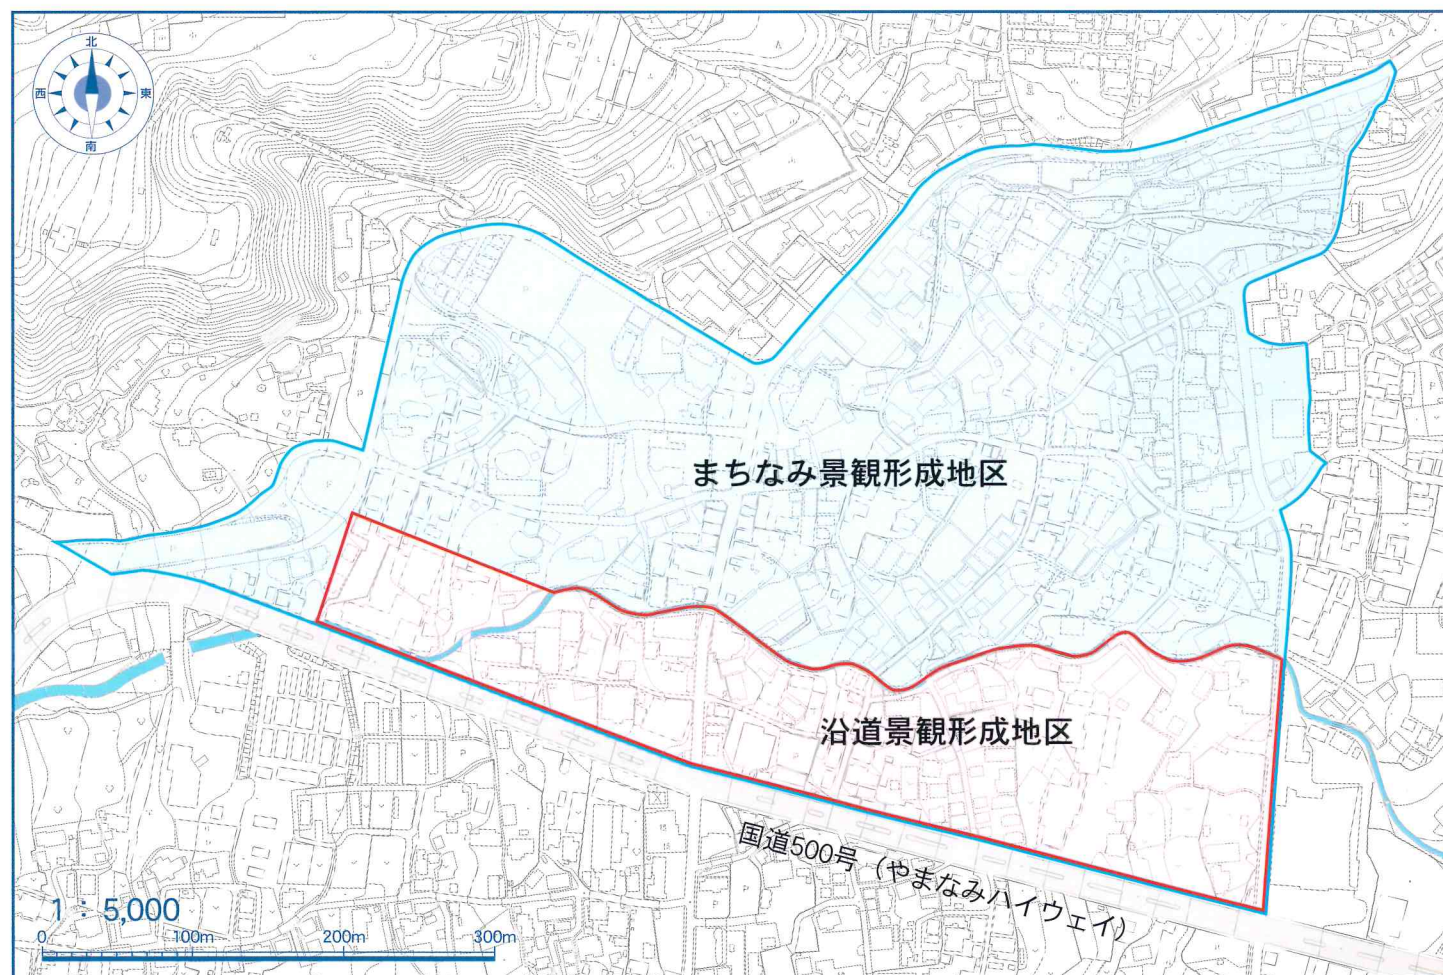 北
西 東
南
まちなみ景観形成地区
沿道景観形成地区
国道500号（やまなみハイウェイ）
1：5,000
0 100m 200m 300m